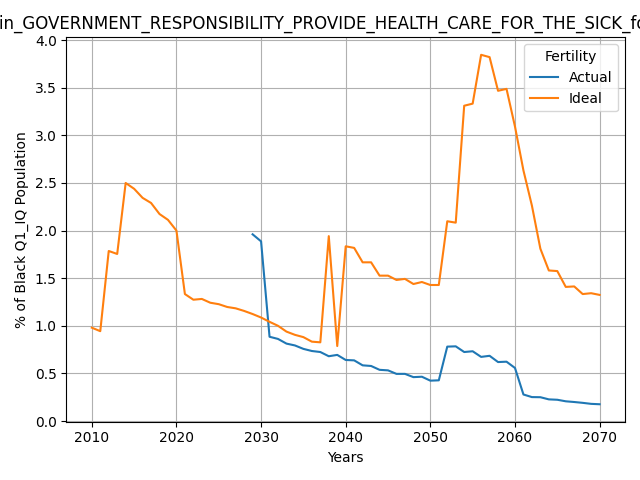 in_GOVERNMENT_RESPONSIBILITY_PROVIDE_HEALTH_CARE_FOR_THE_SICK_fo
Fertility
Actual
Ideal
% of Black Q1_IQ Population
4.0
3.5
3.0
2.5
2.0
1.5
1.0
0.5
0.0
2010 2020 2030 2040 2050 2060 2070
Years